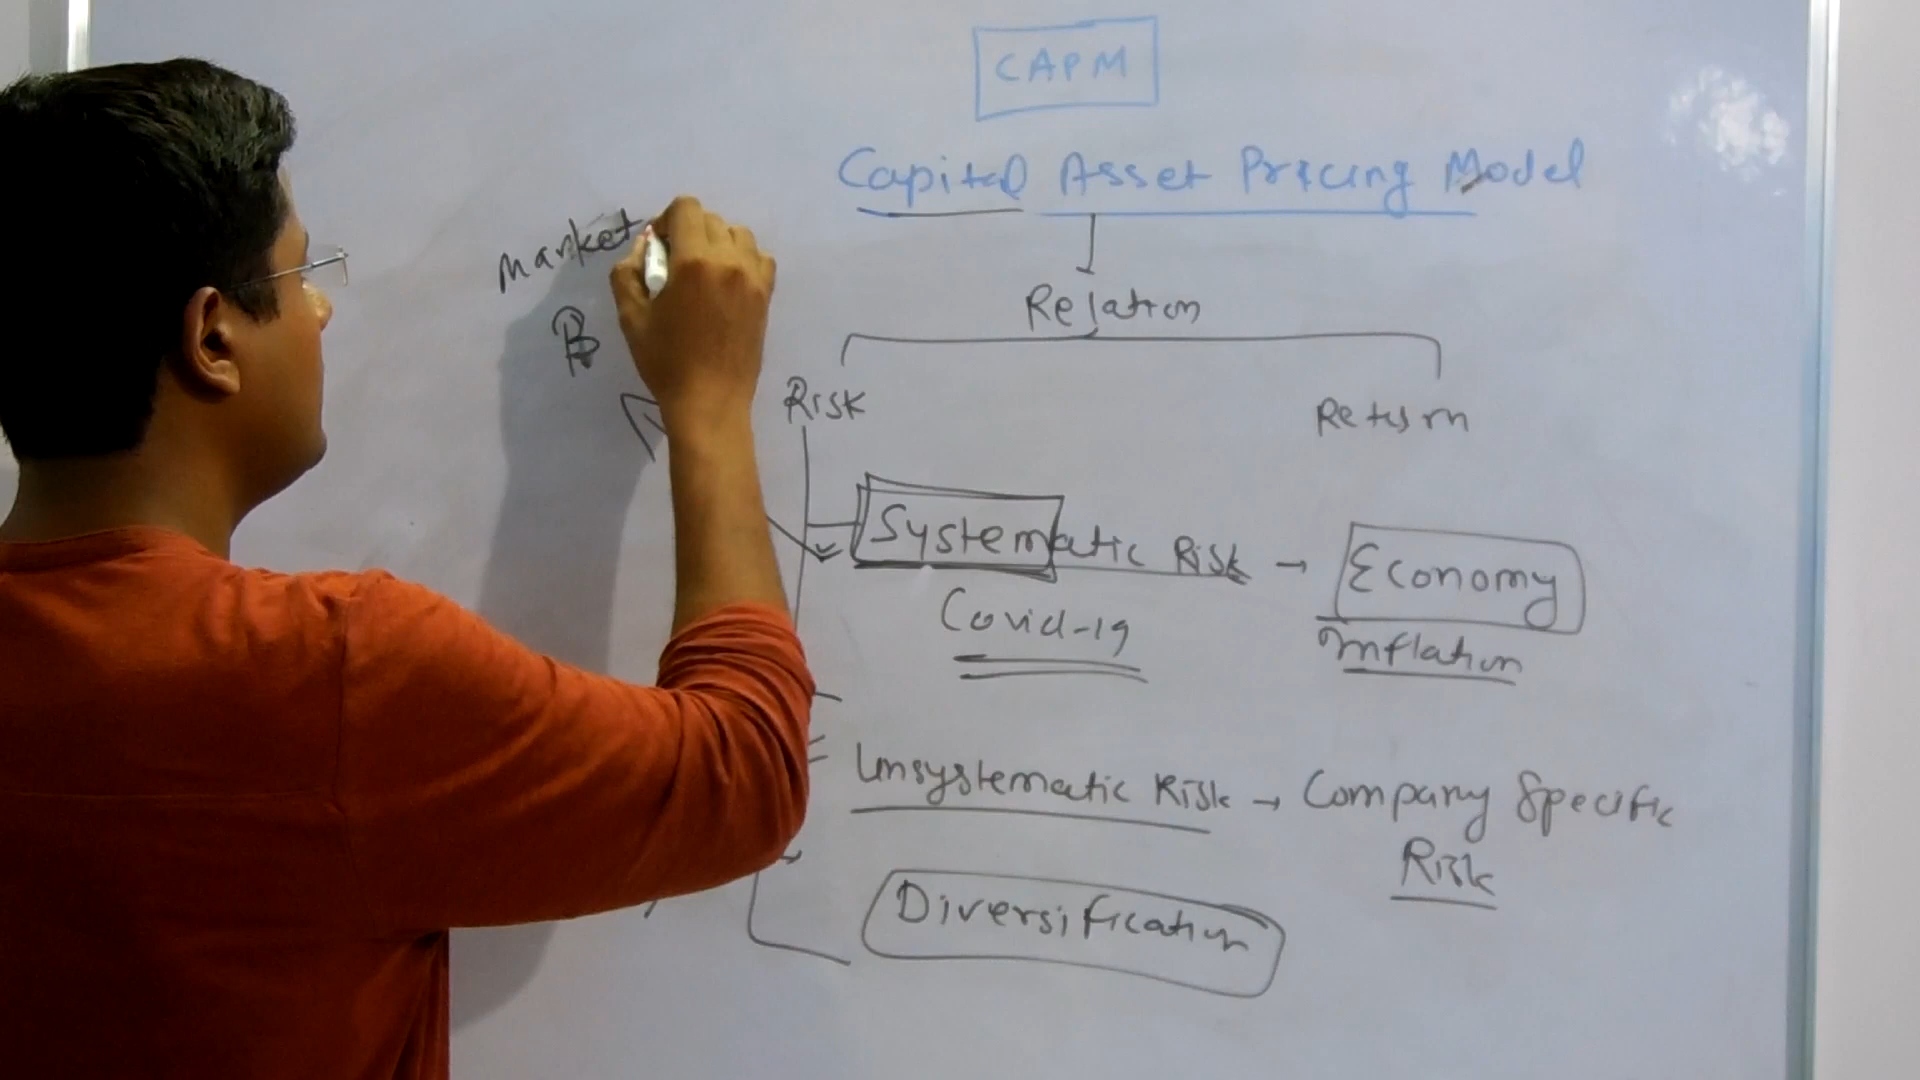 CAPM
Capital Asset Pricing Model
Market
B
Relation
Risk
Return
Systematic Risk → Economy
Covid-19
Inflation
Unsystematic Risk → Company Specific
Risk
Diversification